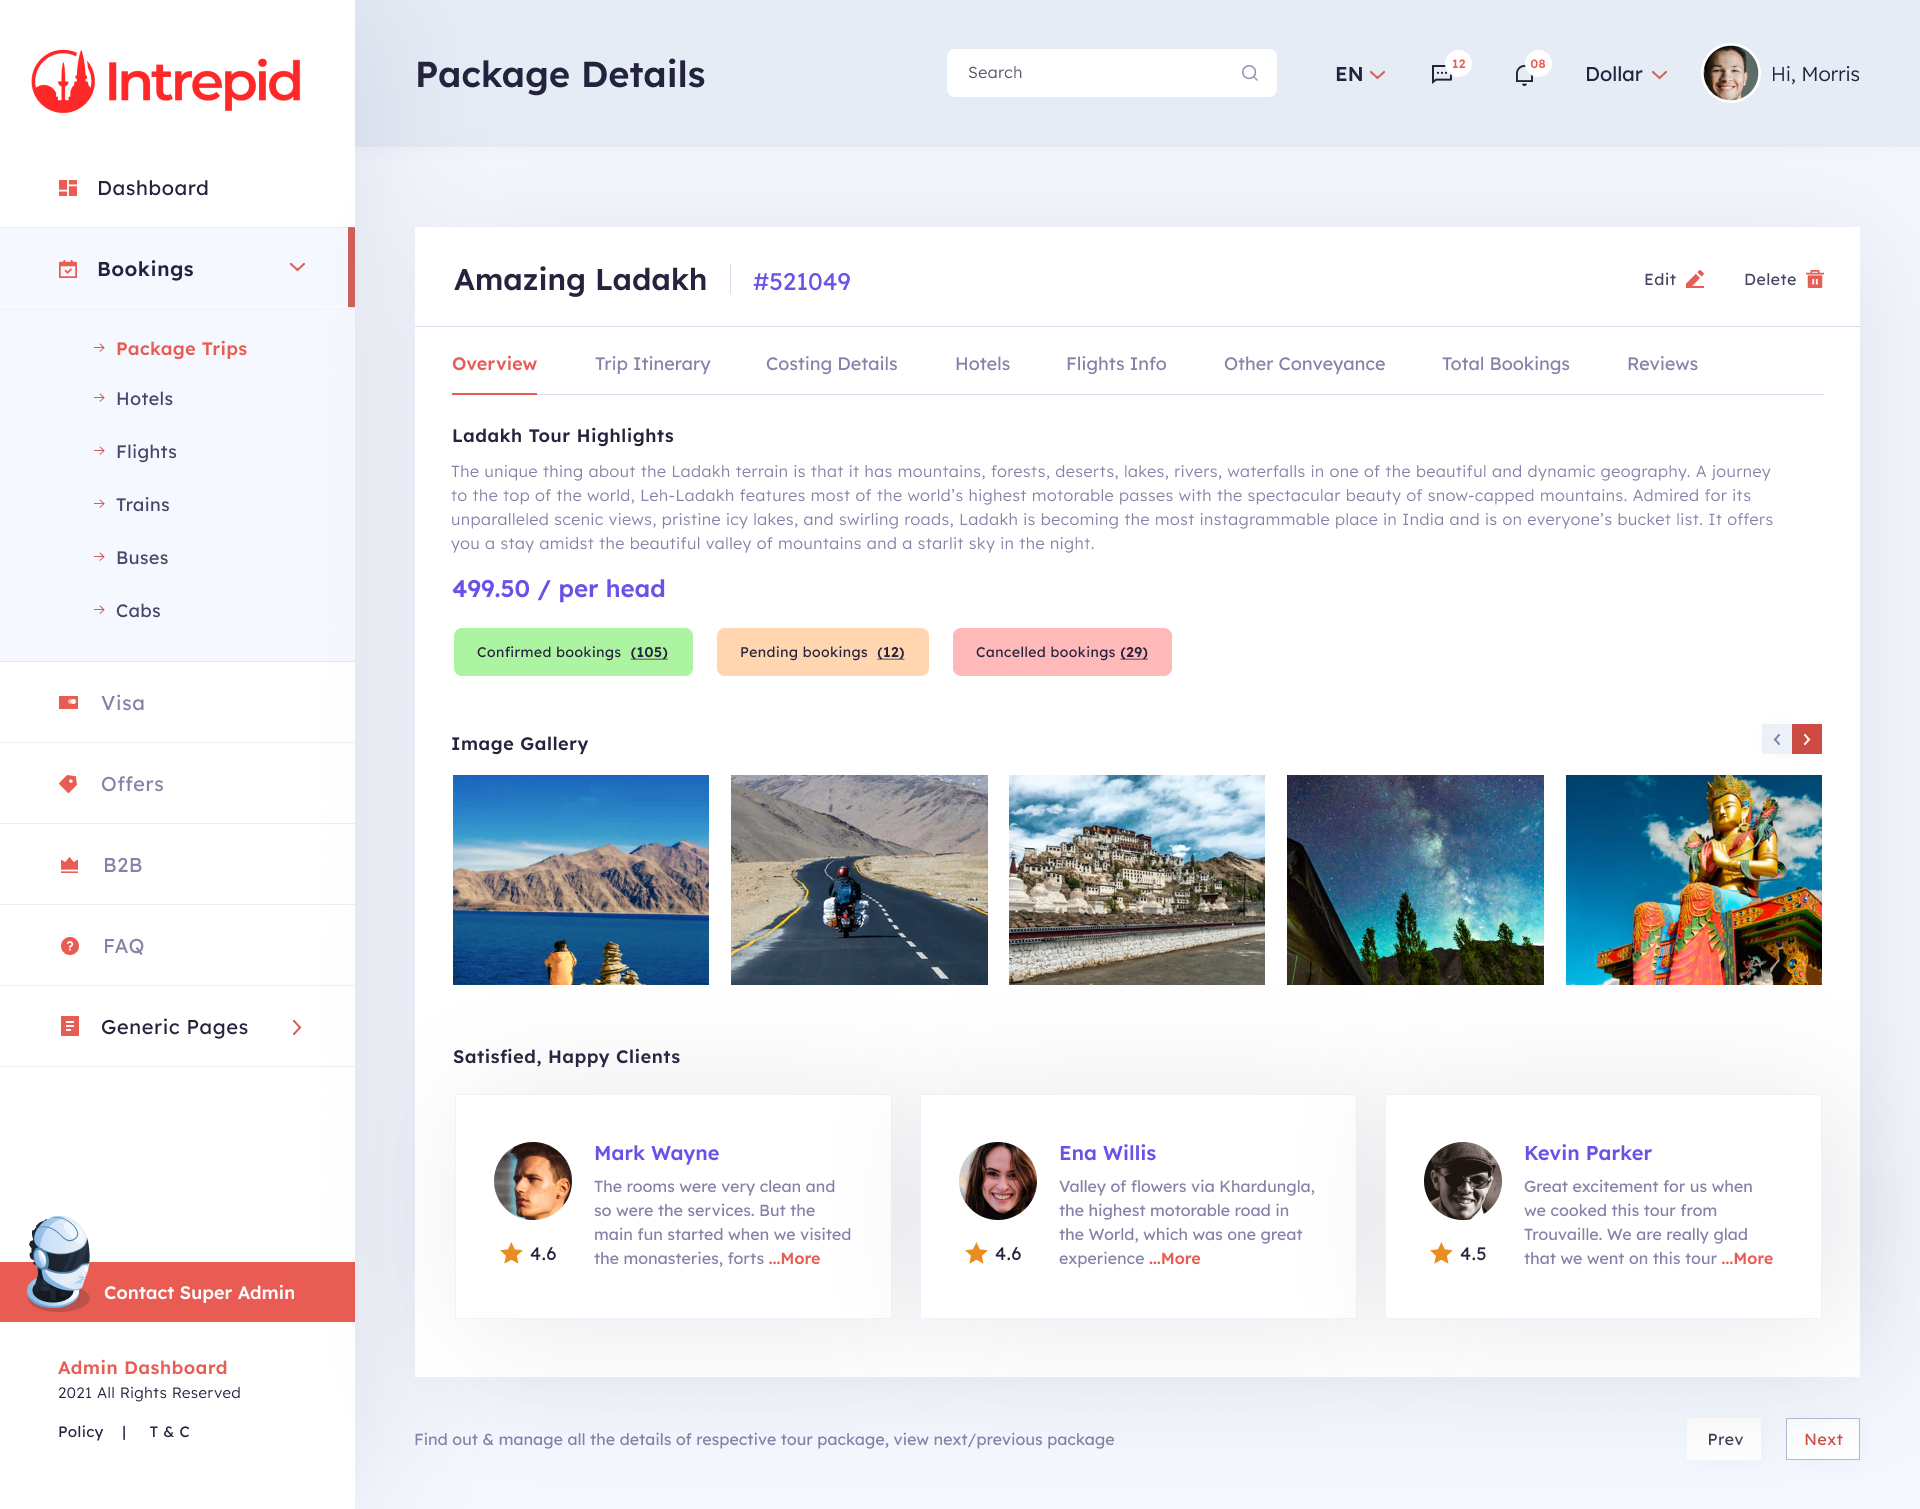 Intrepid
Package Details
Search
EN
12
08
Dollar
Hi, Morris
Dashboard
Bookings
Package Trips
Hotels
Flights
Trains
Buses
Cabs
Visa
Offers
B2B
FAQ
Generic Pages
Contact Super Admin
Admin Dashboard
2021 All Rights Reserved
Policy | T & C
Amazing Ladakh #521049
Edit
Delete
Overview Trip Itinerary Costing Details Hotels Flights Info Other Conveyance Total Bookings Reviews
Ladakh Tour Highlights
The unique thing about the Ladakh terrain is that it has mountains, forests, deserts, lakes, rivers, waterfalls in one of the beautiful and dynamic geography. A journey
to the top of the world, Leh-Ladakh features most of the world's highest motorable passes with the spectacular beauty of snow-capped mountains. Admired for its
unparalleled scenic views, pristine icy lakes, and swirling roads, Ladakh is becoming the most instagrammable place in India and is on everyone's bucket list. It offers
you a stay amidst the beautiful valley of mountains and a starlit sky in the night.
499.50 / per head
Confirmed bookings (105)
Pending bookings (12)
Cancelled bookings (29)
Image Gallery
Satisfied, Happy Clients
Mark Wayne
The rooms were very clean and
so were the services. But the
main fun started when we visited
the monasteries, forts ...More
4.6
Ena Willis
Valley of flowers via Khardungla,
the highest motorable road in
the World, which was one great
experience ...More
4.6
Kevin Parker
Great excitement for us when
we cooked this tour from
Trouvaille. We are really glad
that we went on this tour ...More
4.5
Find out & manage all the details of respective tour package, view next/previous package
Prev
Next